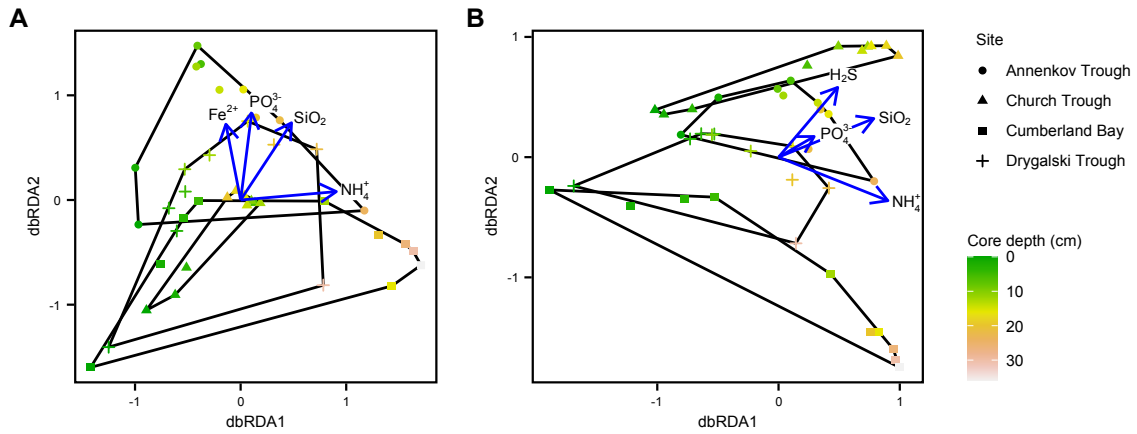 A
B
1
0
-1
dbRDA2
-1
0
1
dbRDA1
Fe²⁺
PO₄³⁻
SiO₂
NH₄⁺
1
0
-1
dbRDA2
-1
0
1
dbRDA1
H₂S
SiO₂
PO₄³⁻
NH₄⁺
Site
Annenkov Trough
Church Trough
Cumberland Bay
Drygalski Trough
Core depth (cm)
0
10
20
30